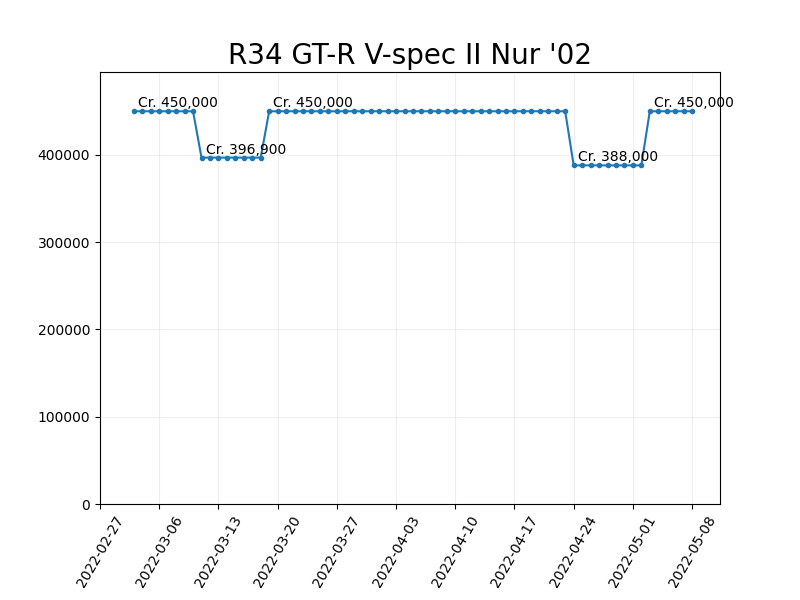 R34 GT-R V-spec II Nur '02
Cr. 450,000
Cr. 396,900
Cr. 450,000
Cr. 388,000
Cr. 450,000
400000
300000
200000
100000
0
2022-02-27
2022-03-06
2022-03-13
2022-03-20
2022-03-27
2022-04-03
2022-04-10
2022-04-17
2022-04-24
2022-05-01
2022-05-08